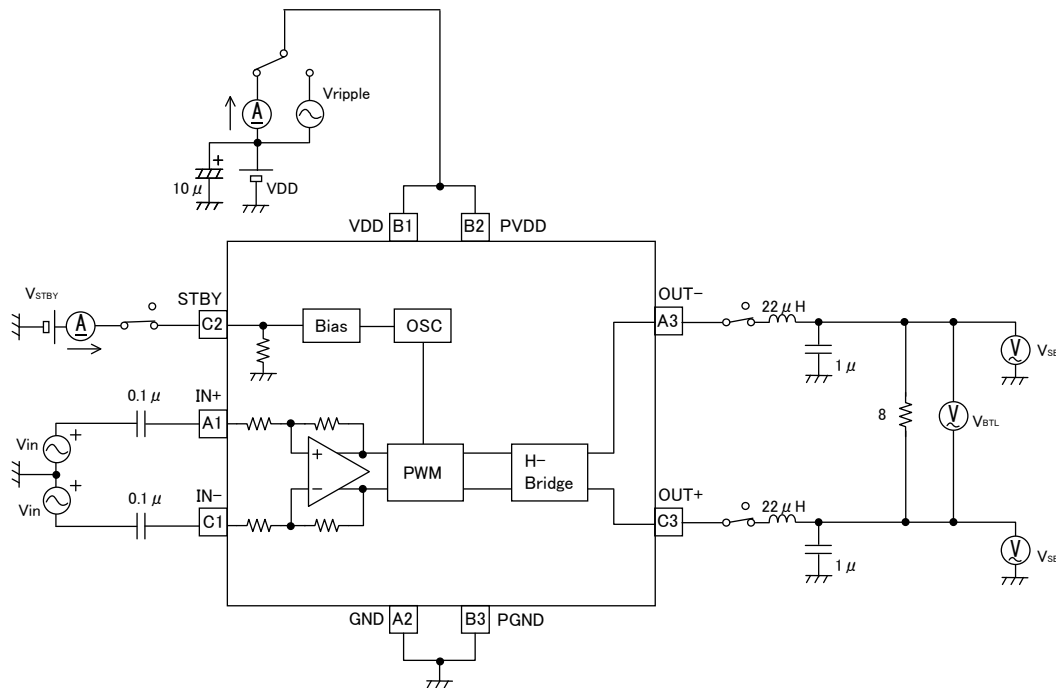 Vripple
A
10μ
VDD
VDD
B1
B2
PVDD
VSTBY
A
STBY
C2
Bias
OSC
OUT-
A3
22μH
1μ
V
VSE
0.1μ
IN+
A1
Vin
Vin
0.1μ
IN-
C1
PWM
H-
Bridge
8
V
VBTL
OUT+
C3
22μH
1μ
V
VSE
GND
A2
B3
PGND